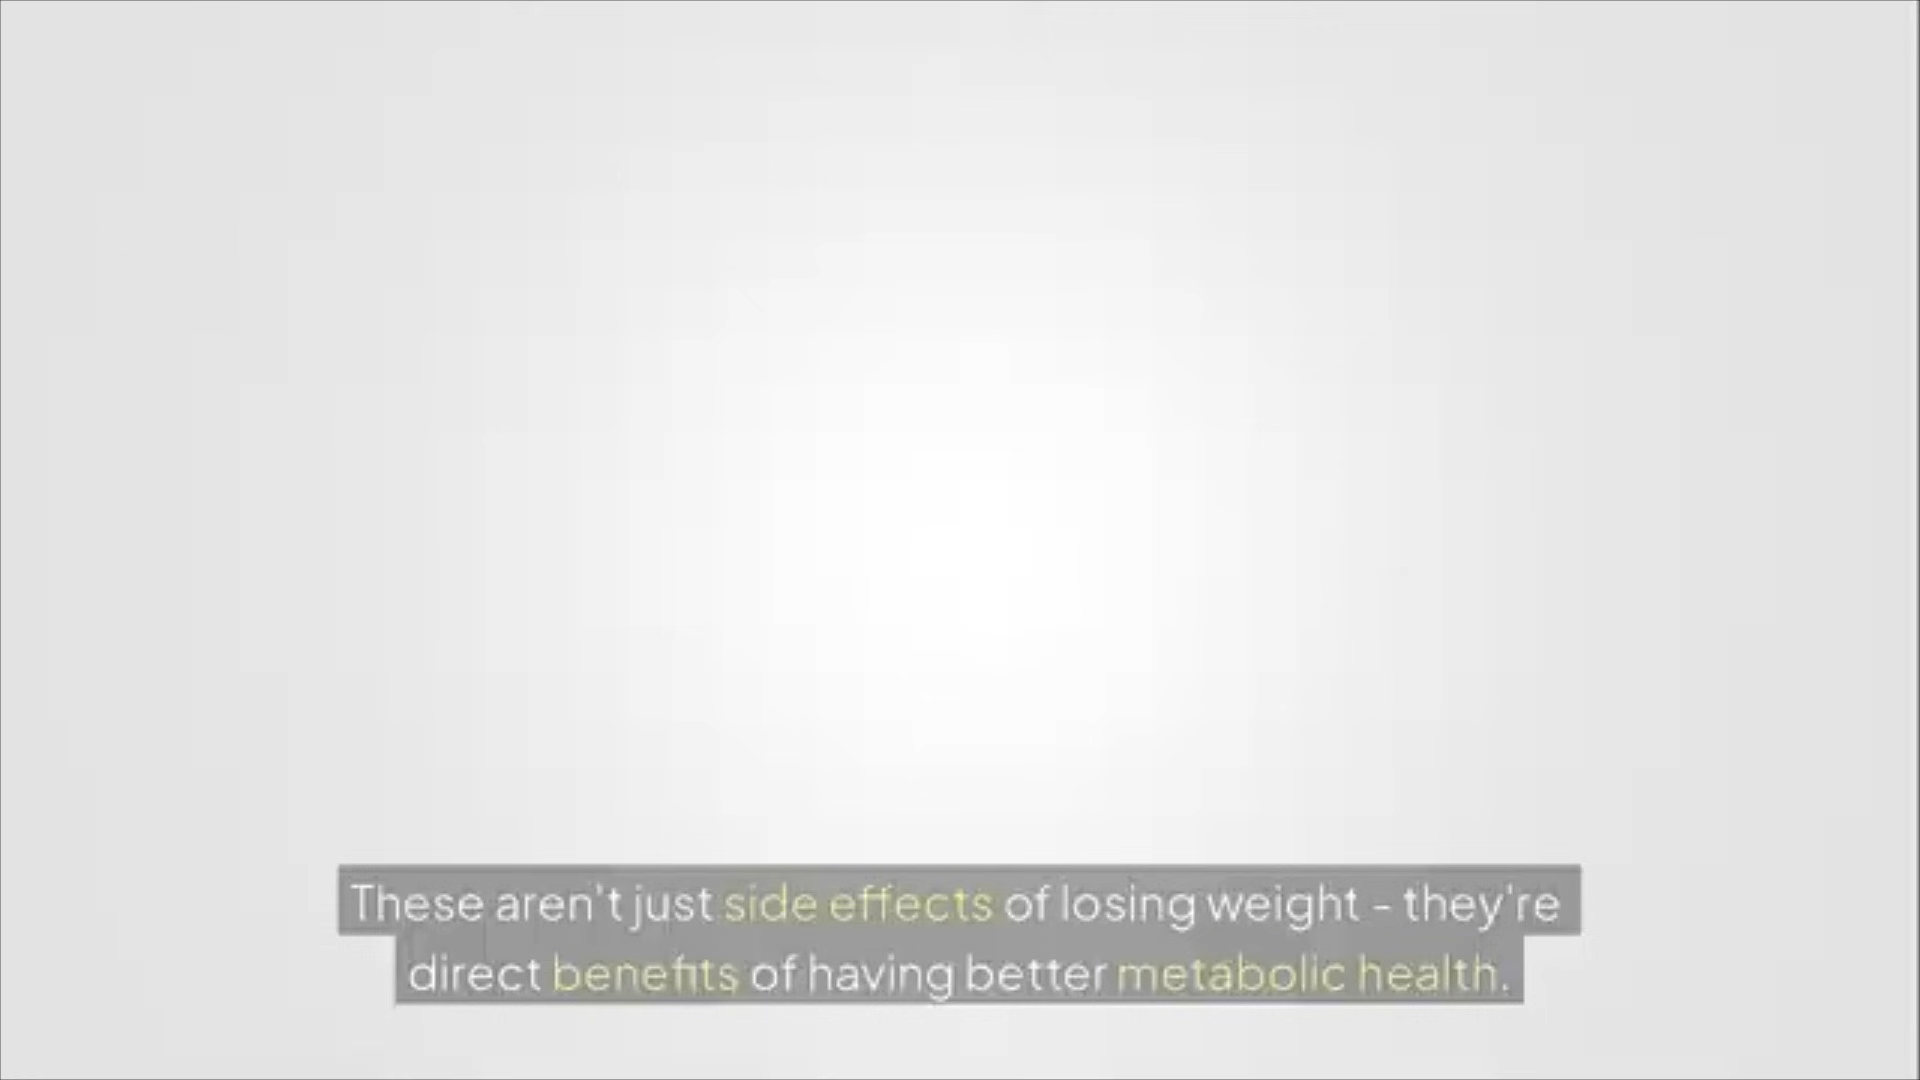 These aren't just side effects of losing weight – they're
direct benefits of having better metabolic health.